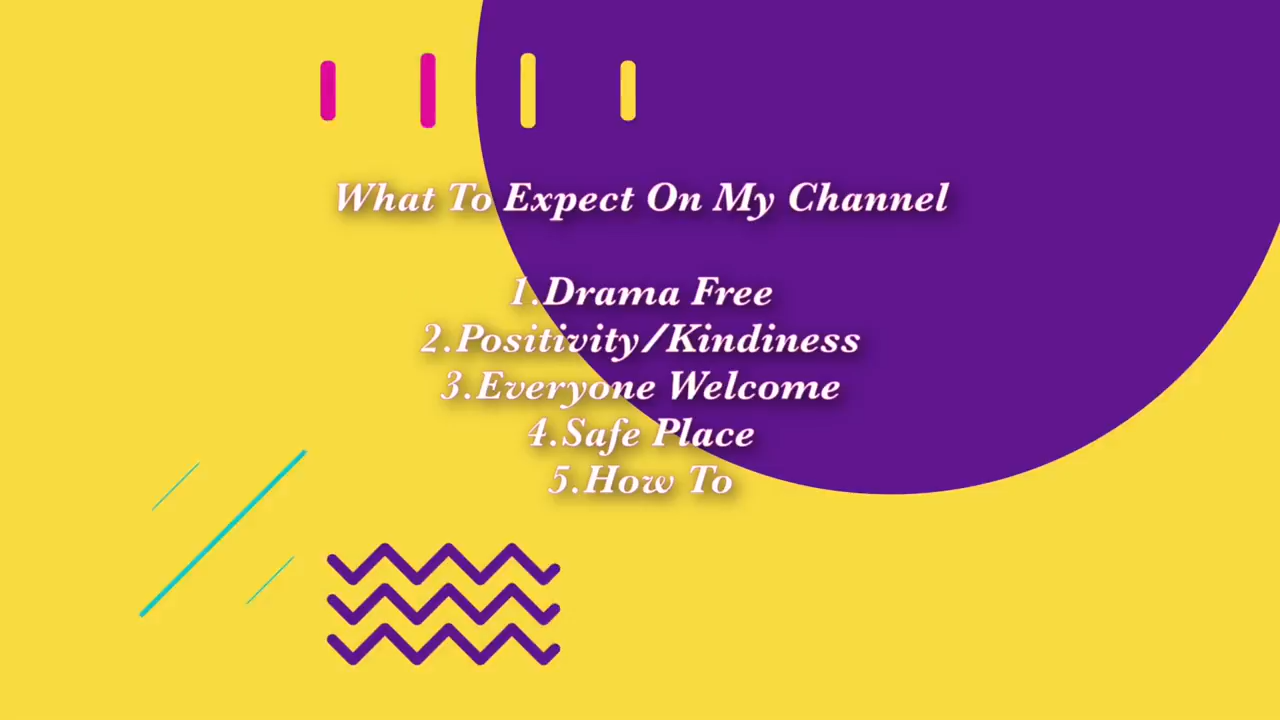 What To Expect On My Channel
1.Drama Free
2.Positivity/Kindiness
3.Everyone Welcome
4.Safe Place
5.How To